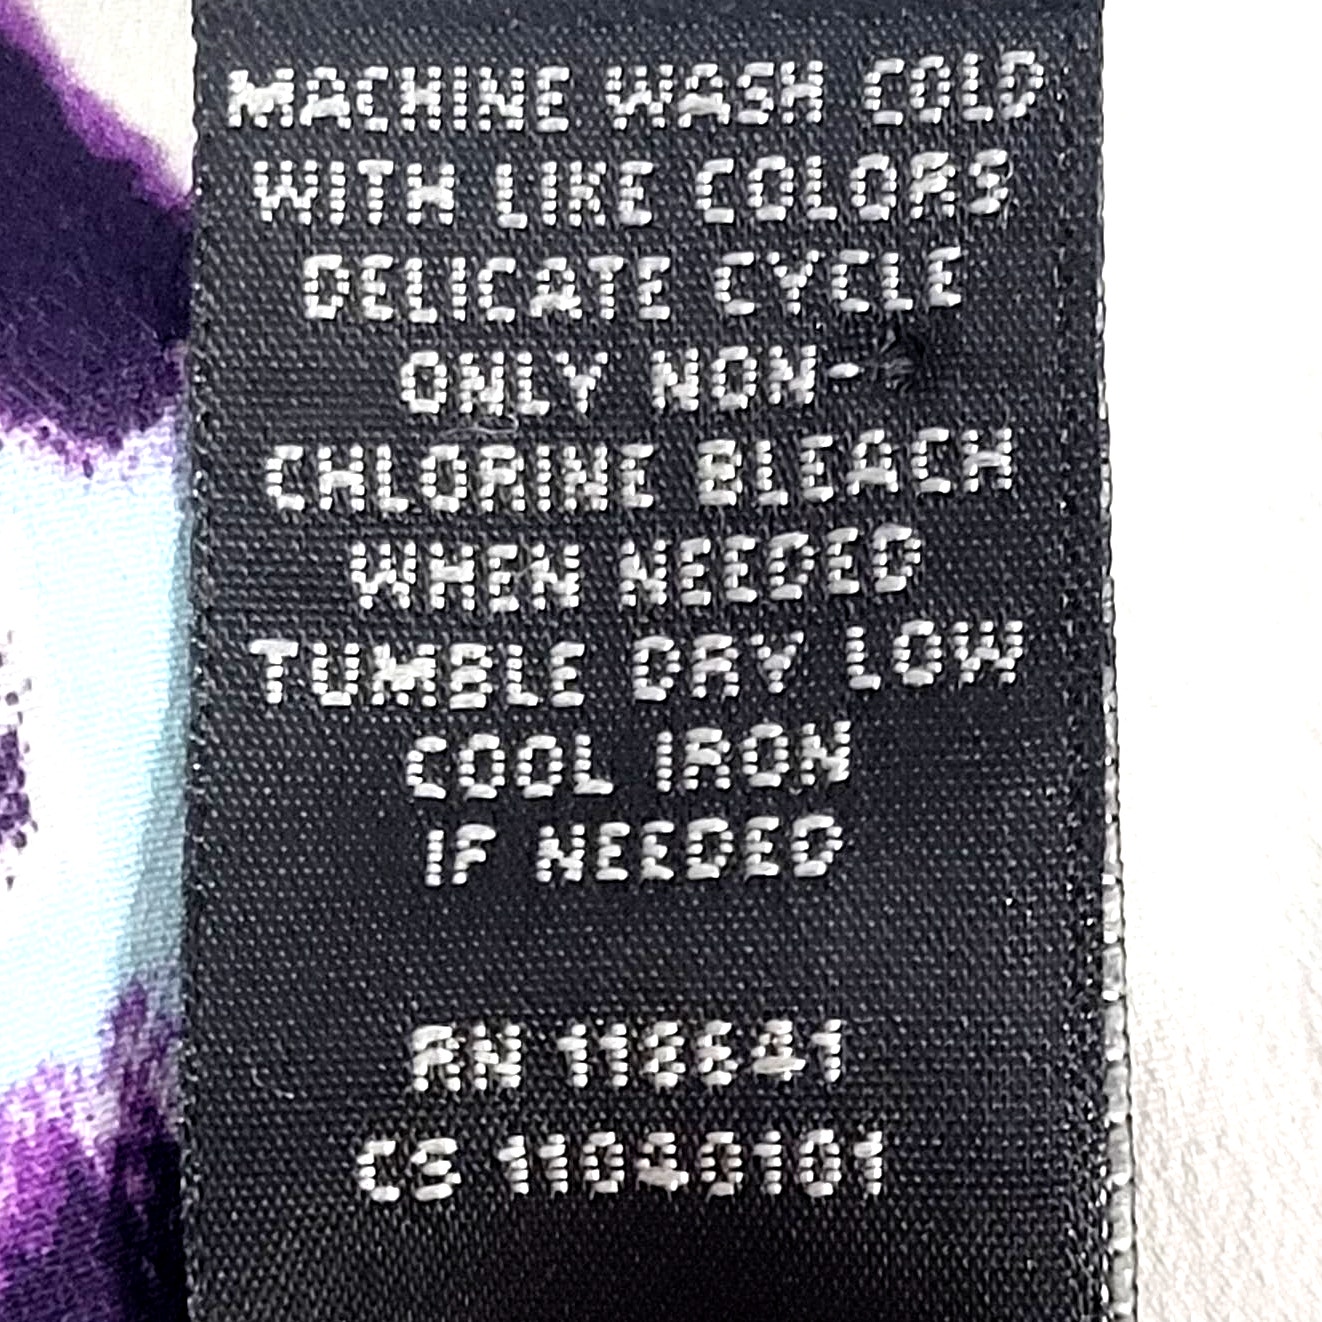 MACHINE WASH COLD
WITH LIKE COLORS
DELICATE CYCLE
ONLY NON-
CHLORINE BLEACH
WHEN NEEDED
TUMBLE DRY LOW
COOL IRON
IF NEEDED
RN